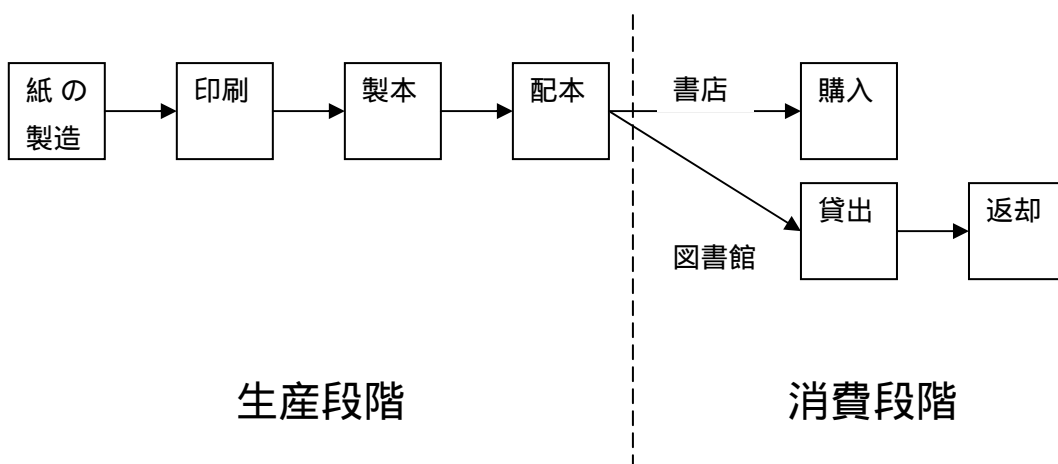 紙の
製造
印刷
製本
配本
書店
購入
貸出
返却
図書館
生産段階
消費段階